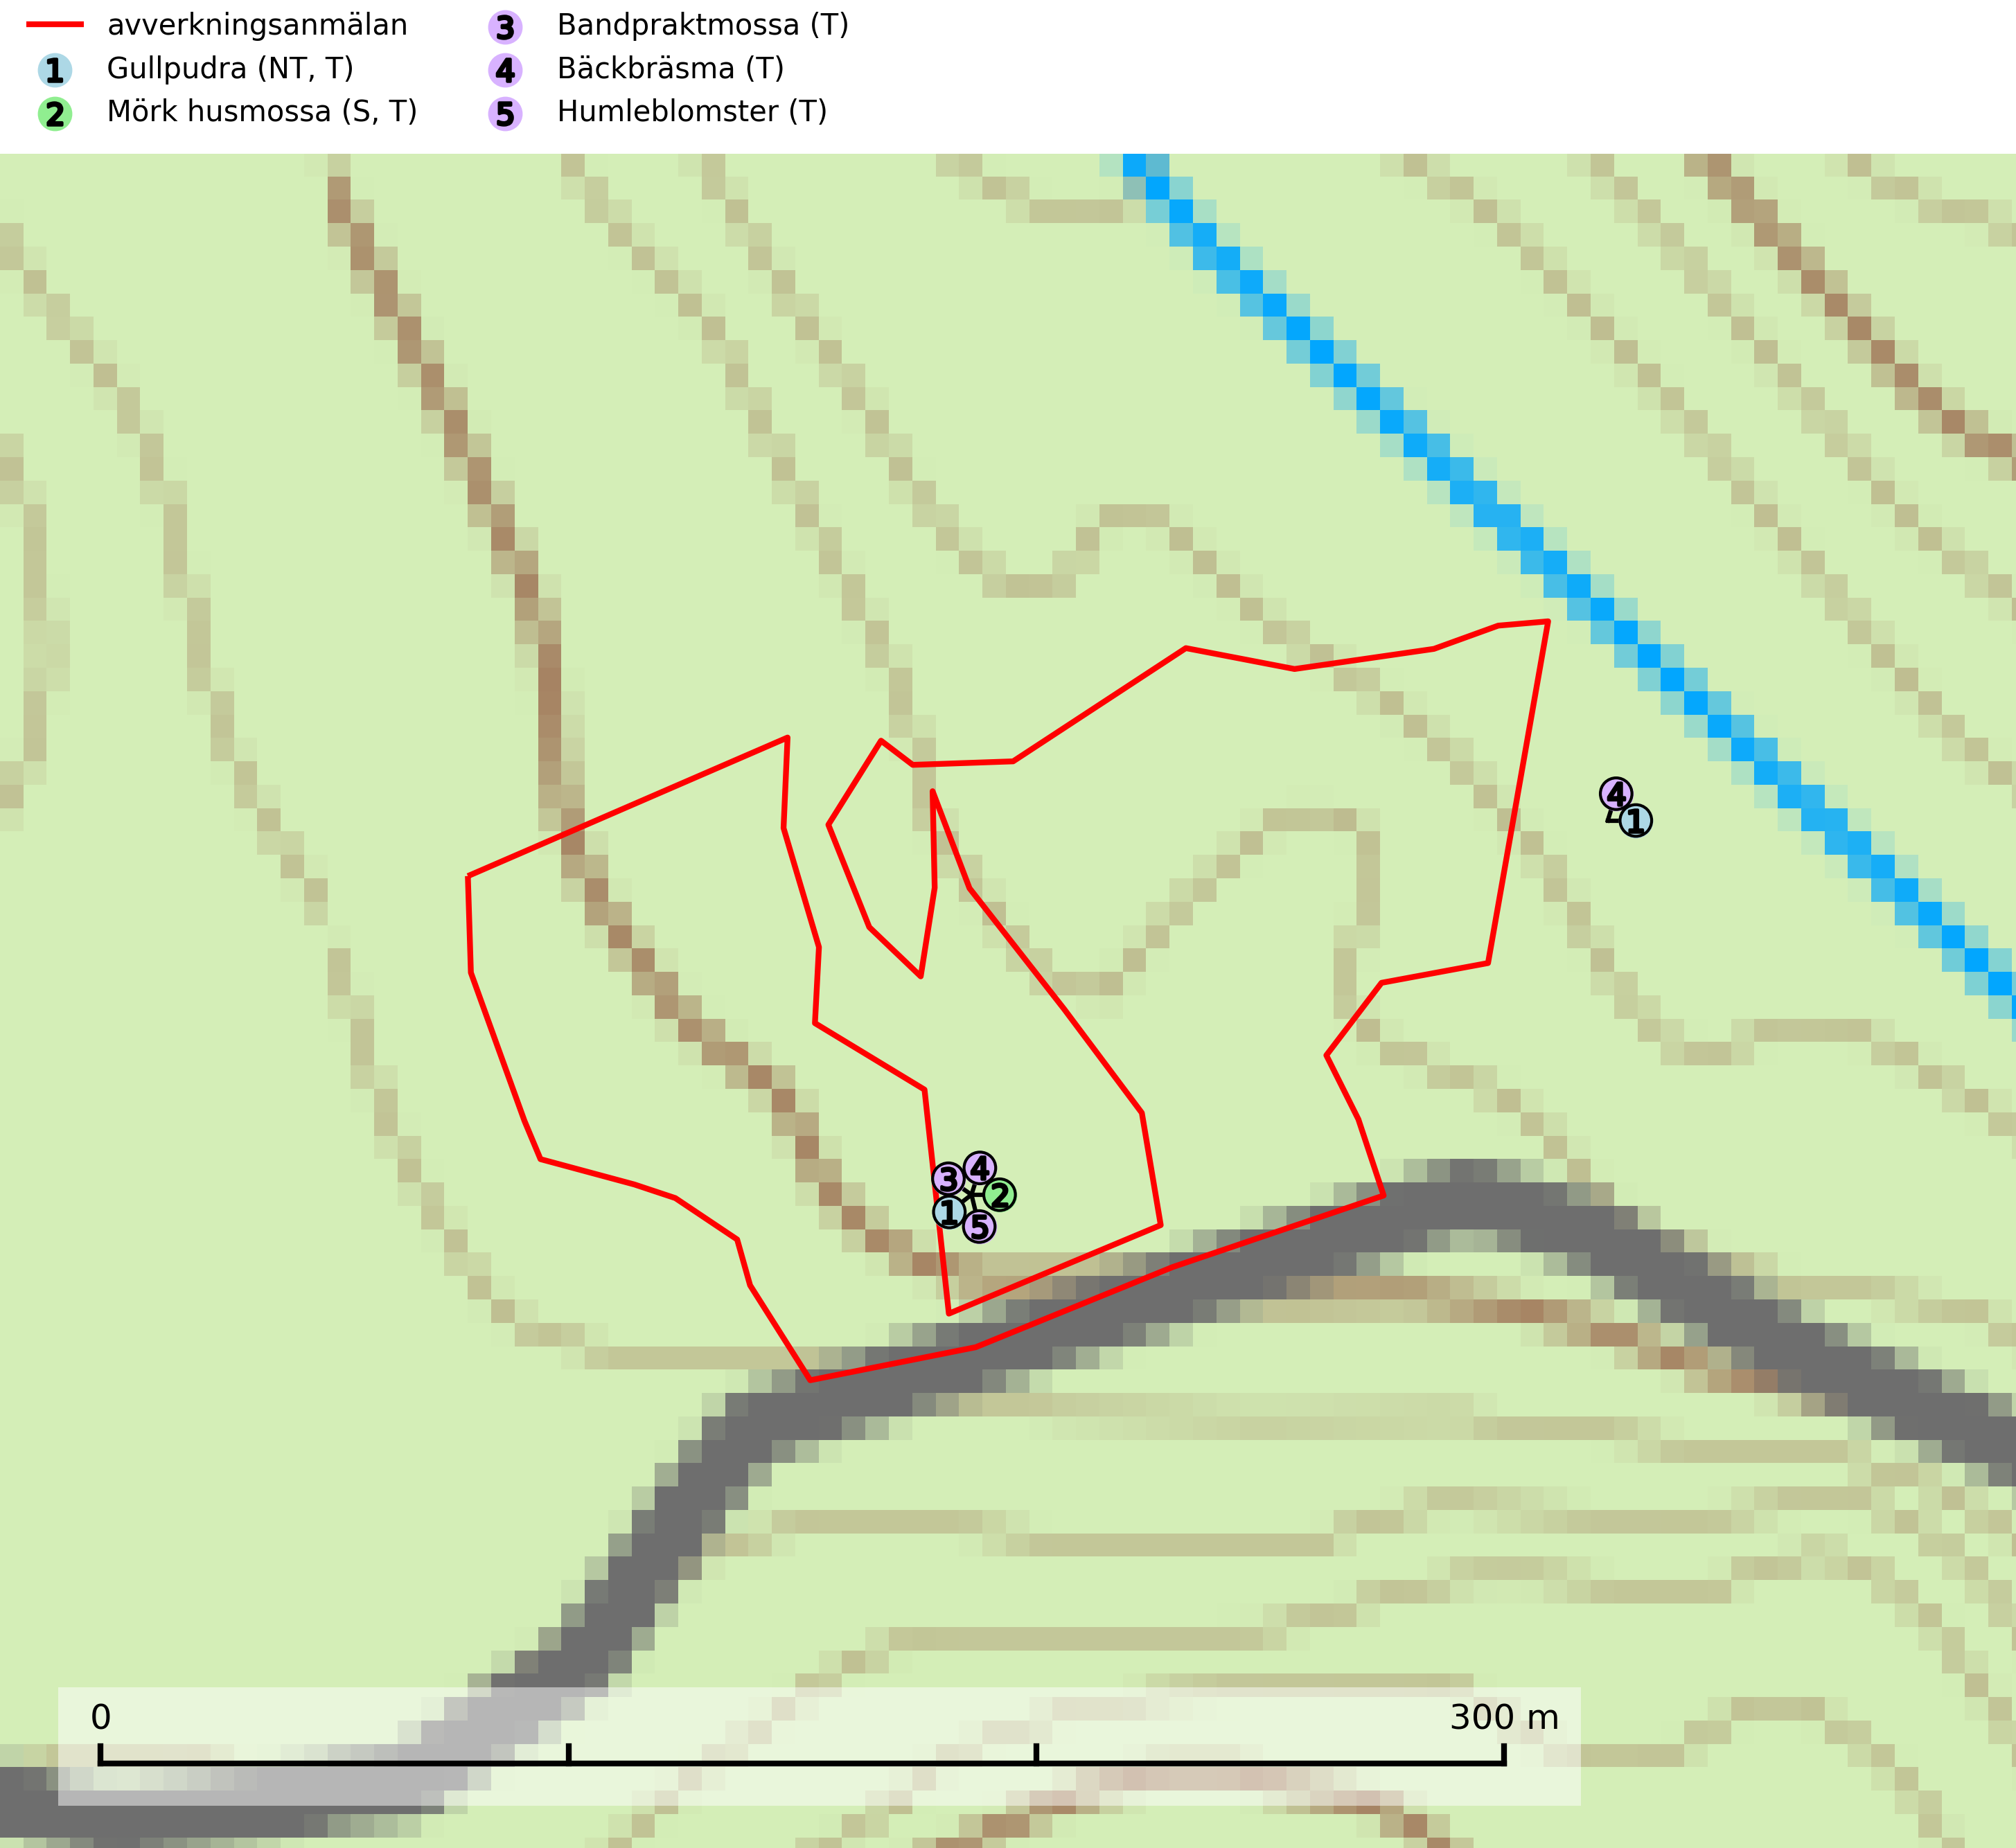 avverkningsanmälan
1 Gullpudra (NT, T)
2 Mörk husmossa (S, T)
3 Bandpraktmossa (T)
4 Bäckbräsma (T)
5 Humleblomster (T)
4
1
4
3
2
1
5
0 300 m